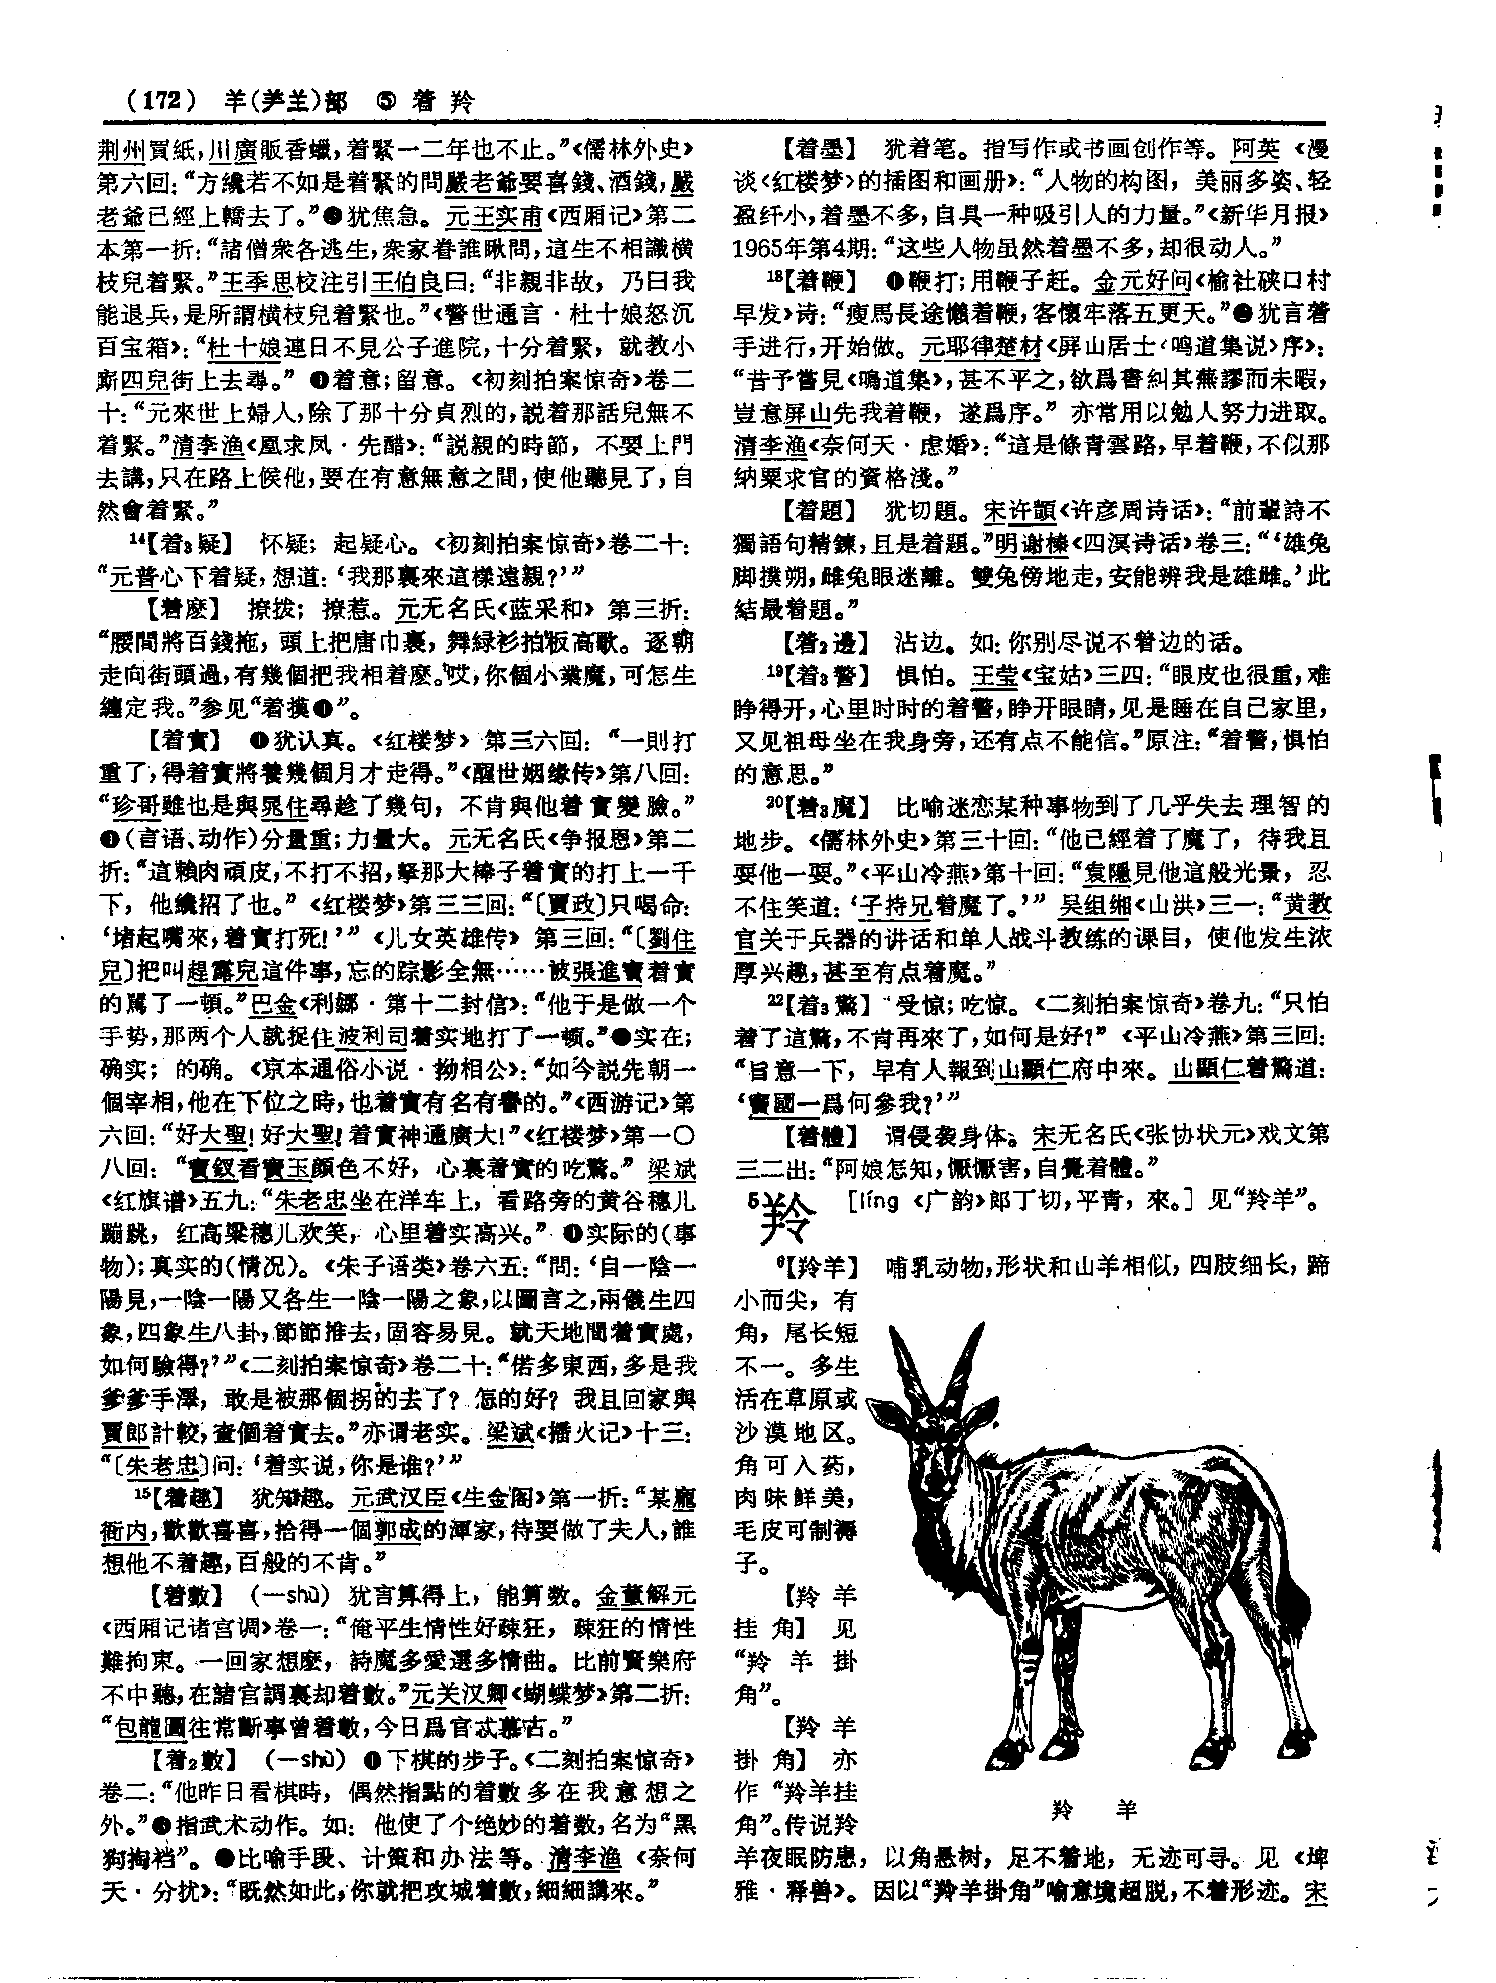 (172) 羊(⺶⺷)部 ⑤ 着 羚
荆州買紙,川廣販香蠟,着緊一二年也不止。”《儒林外史》
第六回:“方纔若不如是着緊的問嚴老爺要喜錢、酒錢,嚴
老爺已經上轎去了。”❸犹焦急。 元王实甫《西厢记》第二
本第一折:“諸僧衆各逃生,衆家眷誰瞅問,這生不相識横
枝兒着緊。”王季思校注引王伯良曰:“非親非故, 乃曰我
能退兵,是所謂横枝兒着緊也。”《警世通言·杜十娘怒沉
百宝箱》:“杜十娘連日不見公子進院,十分着緊, 就教小
厮四兒街上去尋。” ❹着意;留意。《初刻拍案惊奇》卷二
十:“元來世上婦人,除了那十分貞烈的,説着那話兒無不
着緊。”清李渔《凰求凤·先醋》:“説親的時節, 不要上門
去講,只在路上候他,要在有意無意之間,使他聽見了,自
然會着緊。”
14【着3疑】 怀疑; 起疑心。《初刻拍案惊奇》卷二十:
“元普心下着疑,想道:‘我那裏來這樣遠親?’”
【着麽】 撩拨; 撩惹。元无名氏《蓝采和》 第三折:
“腰間將百錢拖,頭上把唐巾裹,舞緑衫拍板高歌。逐朝
走向街頭過,有幾個把我相着麽。哎,你個小業魔,可怎生
纏定我。”参见“着摸❶”。
【着實】 ❶犹认真。《红楼梦》 第三六回: “一則打
重了,得着實將養幾個月才走得。”《醒世姻缘传》第八回:
“珍哥雖也是與晁住尋趁了幾句, 不肯與他着實變臉。”
❷(言语、动作)分量重;力量大。 元无名氏《争报恩》第二
折:“這賴肉頑皮,不打不招,拏那大棒子着實的打上一千
下, 他纔招了也。”《红楼梦》第三三回:“〔賈政〕只喝命:
‘堵起嘴來,着實打死!’”《儿女英雄传》 第三回:“〔劉住
兒〕把叫趕露兒這件事,忘的踪影全無……被張進寶着實
的駡了一頓。”巴金《利娜·第十二封信》:“他于是做一个
手势,那两个人就捉住波利司着实地打了一顿。”❸实在;
确实; 的确。《京本通俗小说·拗相公》:“如今説先朝一
個宰相,他在下位之時,也着實有名有譽的。”《西游记》第
六回:“好大聖!好大聖!着實神通廣大!”《红楼梦》第一〇
八回: “寶釵看寶玉顔色不好, 心裏着實的吃驚。” 梁斌
《红旗谱》五九:“朱老忠坐在洋车上, 看路旁的黄谷穗儿
蹦跳, 红高粱穗儿欢笑, 心里着实高兴。” ❹实际的(事
物);真实的(情况)。《朱子语类》卷六五:“問:‘自一陰一
陽見,一陰一陽又各生一陰一陽之象,以圖言之,兩儀生四
象,四象生八卦,節節推去,固容易見。就天地間着實處,
如何驗得?’”《二刻拍案惊奇》卷二十:“偌多東西,多是我
爹爹手澤, 敢是被那個拐的去了? 怎的好? 我且回家與
賈郎計較,查個着實去。”亦谓老实。梁斌《播火记》十三:
“〔朱老忠〕问:‘着实说,你是谁?’”
15【着趣】 犹知趣。元武汉臣《生金阁》第一折:“某龐
衙内,歡歡喜喜,拾得一個郭成的渾家,待要做了夫人,誰
想他不着趣,百般的不肯。”
【着數】 (—shù) 犹言算得上, 能算数。金董解元
《西厢记诸宫调》卷一:“俺平生情性好疎狂, 疎狂的情性
難拘束。一回家想麽, 詩魔多愛選多情曲。比前賢樂府
不中聽,在諸宫調裏却着數。”元关汉卿《蝴蝶梦》第二折:
“包龍圖往常斷事曾着數,今日爲官忒慕古。”
【着2數】 (—shù) ❶下棋的步子。《二刻拍案惊奇》
卷二:“他昨日看棋時, 偶然指點的着數多在我意想之
外。”❷指武术动作。如: 他使了个绝妙的着数,名为“黑
狗掏裆”。❸比喻手段、计策和办法等。清李渔《奈何
天·分扰》:“既然如此,你就把攻城着數,細細講來。”
【着墨】 犹着笔。指写作或书画创作等。阿英《漫
谈〈红楼梦〉的插图和画册》:“人物的构图, 美丽多姿、轻
盈纤小,着墨不多,自具一种吸引人的力量。”《新华月报》
1965年第4期:“这些人物虽然着墨不多,却很动人。”
18【着鞭】 ❶鞭打;用鞭子赶。金元好问《榆社硖口村
早发》诗:“瘦馬長途懶着鞭,客懷牢落五更天。”❷犹言着
手进行,开始做。元耶律楚材《屏山居士〈鸣道集说〉序》:
“昔予嘗見《鳴道集》,甚不平之,欲爲書糾其蕪謬而未暇,
豈意屏山先我着鞭, 遂爲序。” 亦常用以勉人努力进取。
清李渔《奈何天·虑婚》:“這是條青雲路,早着鞭,不似那
納粟求官的資格淺。”
【着題】 犹切题。宋许顗《许彦周诗话》:“前輩詩不
獨語句精鍊,且是着題。”明谢榛《四溟诗话》卷三:“‘雄兔
脚撲朔,雌兔眼迷離。雙兔傍地走,安能辨我是雄雌。’此
結最着題。”
【着2邊】 沾边。如:你别尽说不着边的话。
19【着3警】 惧怕。王莹《宝姑》三四:“眼皮也很重,难
睁得开,心里时时的着警,睁开眼睛,见是睡在自己家里,
又见祖母坐在我身旁,还有点不能信。”原注:“着警,惧怕
的意思。”
20【着3魔】 比喻迷恋某种事物到了几乎失去理智的
地步。《儒林外史》第三十回:“他已經着了魔了, 待我且
耍他一耍。”《平山冷燕》第十回:“袁隱見他這般光景, 忍
不住笑道:‘子持兄着魔了。’” 吴组缃《山洪》三一:“黄教
官关于兵器的讲话和单人战斗教练的课目, 使他发生浓
厚兴趣,甚至有点着魔。”
22【着3驚】 受惊;吃惊。《二刻拍案惊奇》卷九:“只怕
着了這驚,不肯再來了,如何是好?” 《平山冷燕》第三回:
“旨意一下, 早有人報到山顯仁府中來。山顯仁着驚道:
‘竇國一爲何參我?’”
【着體】 谓侵袭身体。宋无名氏《张协状元》戏文第
三二出:“阿娘怎知,懨懨害,自覺着體。”
5羚 [líng 《广韵》郎丁切,平青,來。] 见“羚羊”。
6【羚羊】 哺乳动物,形状和山羊相似,四肢细长,蹄
小而尖, 有
角, 尾长短
不一。多生
活在草原或
沙漠地区。
角可入药,
肉味鲜美,
毛皮可制褥
子。
【羚羊
挂角】 见
“羚羊掛
角”。
【羚羊
掛角】 亦
作“羚羊挂
角”。传说羚
羊夜眠防患, 以角悬树, 足不着地, 无迹可寻。见《埤
雅·释兽》。因以“羚羊掛角”喻意境超脱,不着形迹。宋
羚 羊